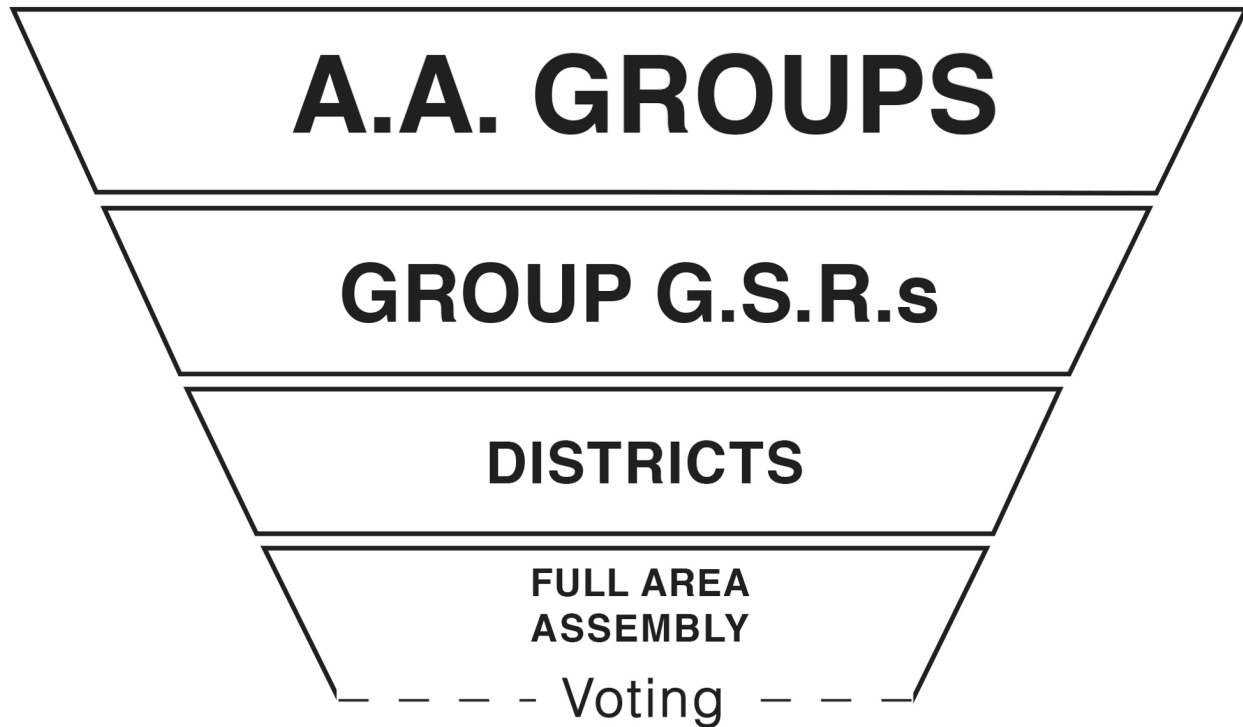 A.A. GROUPS
GROUP G.S.R.s
DISTRICTS
FULL AREA
ASSEMBLY
Voting